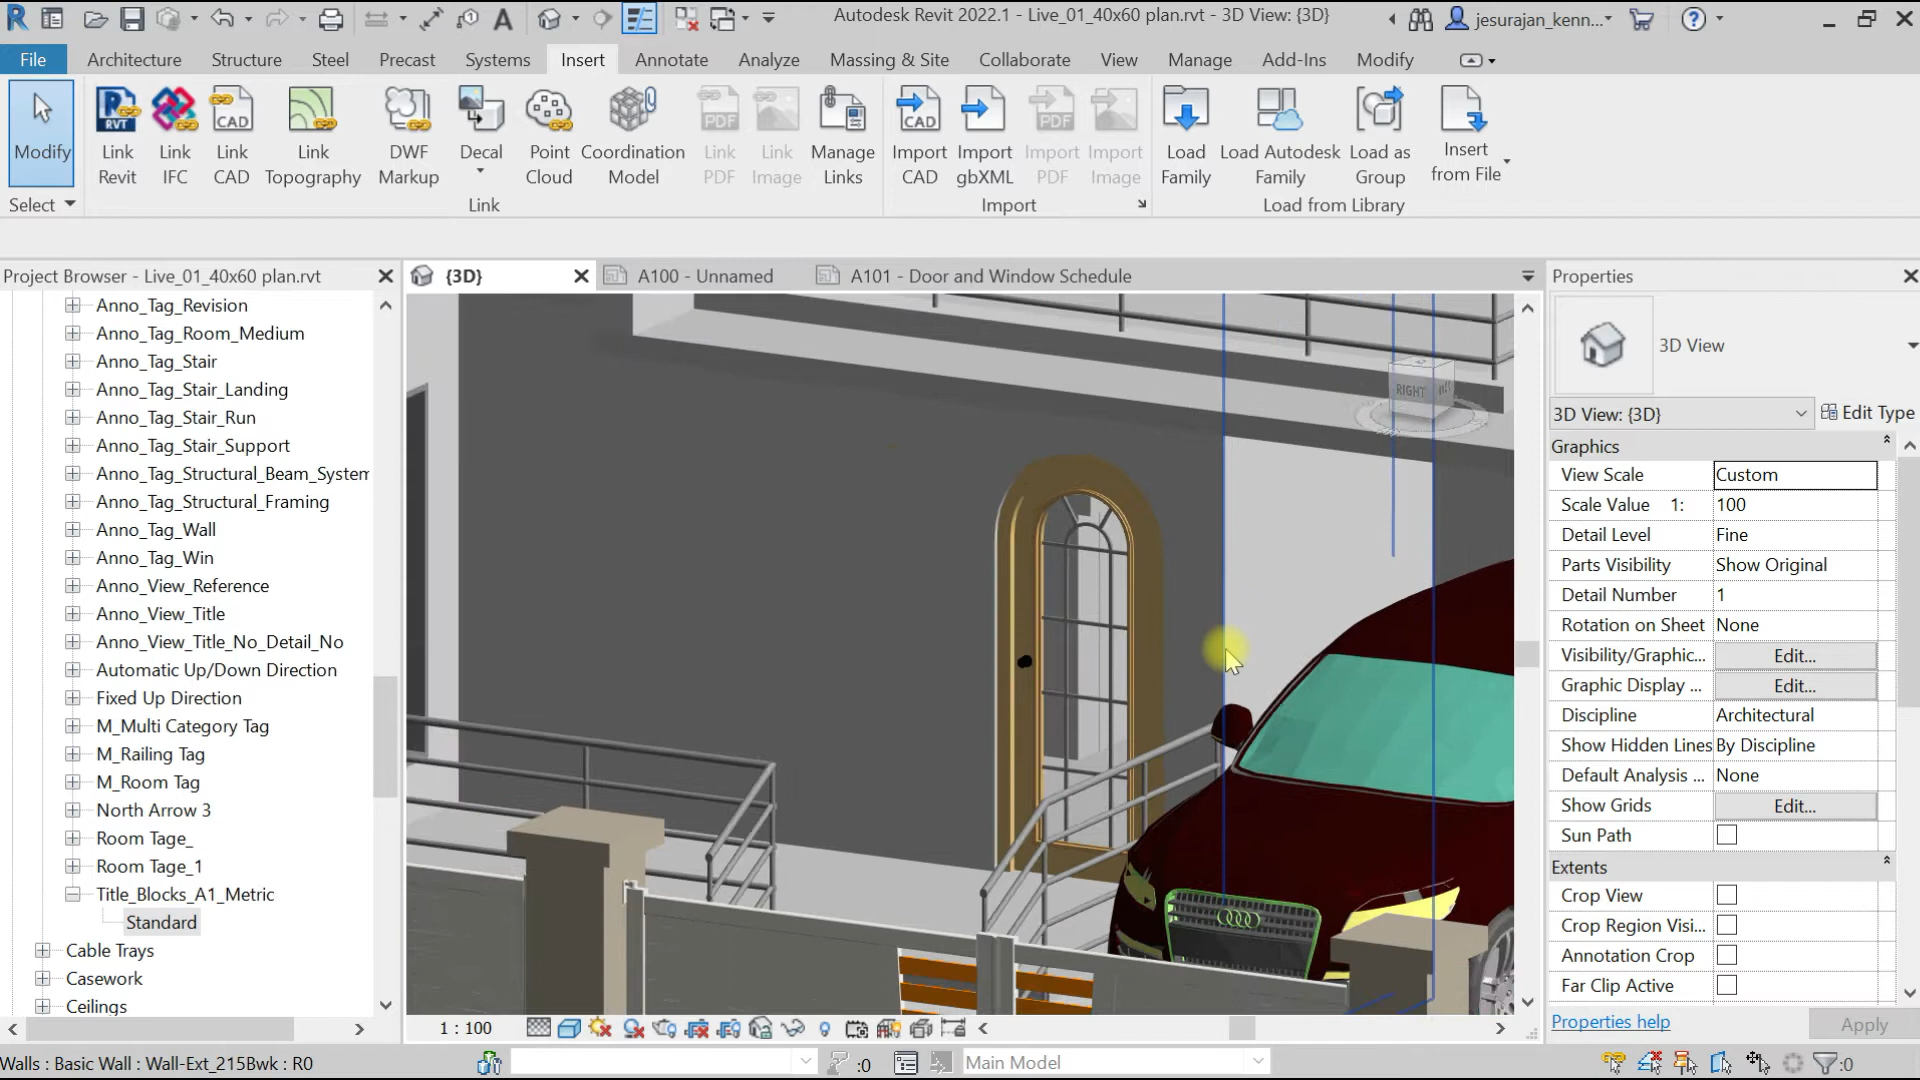 Autodesk Revit 2022.1 - Live_01_40x60 plan.rvt - 3D View: {3D}
jesurajan_kenn...
File Architecture Structure Steel Precast Systems Insert Annotate Analyze Massing & Site Collaborate View Manage Add-Ins Modify
Modify
Link Revit
Link IFC
Link CAD
Link Topography
DWF Markup
Decal
Point Cloud
Coordination Model
Link PDF
Link Image
Manage Links
Import CAD
Import gbXML
Import PDF
Import Image
Load Family
Load Autodesk Family
Load as Group
Insert from File
Select
Link
Import
Load from Library
Project Browser - Live_01_40x60 plan.rvt
{3D}
A100 - Unnamed
A101 - Door and Window Schedule
Properties
Anno_Tag_Revision
Anno_Tag_Room_Medium
Anno_Tag_Stair
Anno_Tag_Stair_Landing
Anno_Tag_Stair_Run
Anno_Tag_Stair_Support
Anno_Tag_Structural_Beam_System
Anno_Tag_Structural_Framing
Anno_Tag_Wall
Anno_Tag_Win
Anno_View_Reference
Anno_View_Title
Anno_View_Title_No_Detail_No
Automatic Up/Down Direction
Fixed Up Direction
M_Multi Category Tag
M_Railing Tag
M_Room Tag
North Arrow 3
Room Tage_
Room Tage_1
Title_Blocks_A1_Metric
Standard
Cable Trays
Casework
Ceilings
RIGHT
3D View
3D View: {3D}
Edit Type
Graphics
View Scale Custom
Scale Value 1: 100
Detail Level Fine
Parts Visibility Show Original
Detail Number 1
Rotation on Sheet None
Visibility/Graphic... Edit...
Graphic Display ... Edit...
Discipline Architectural
Show Hidden Lines By Discipline
Default Analysis ... None
Show Grids Edit...
Sun Path
Extents
Crop View
Crop Region Visi...
Annotation Crop
Far Clip Active
Properties help
Apply
1 : 100
Walls : Basic Wall : Wall-Ext_215Bwk : R0
:0
Main Model
:0